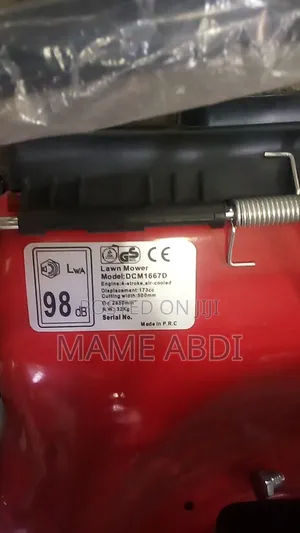 GS CE
LWA
98 dB
Lawn Mower
Model:DCM1667D
Engine:4-stroke,air-cooled
Displacement:173cc
Cutting width:500mm
R.W.:32Kg
Serial No.
Made in P.R.C
POSTED ON JIJI
MAME ABDI